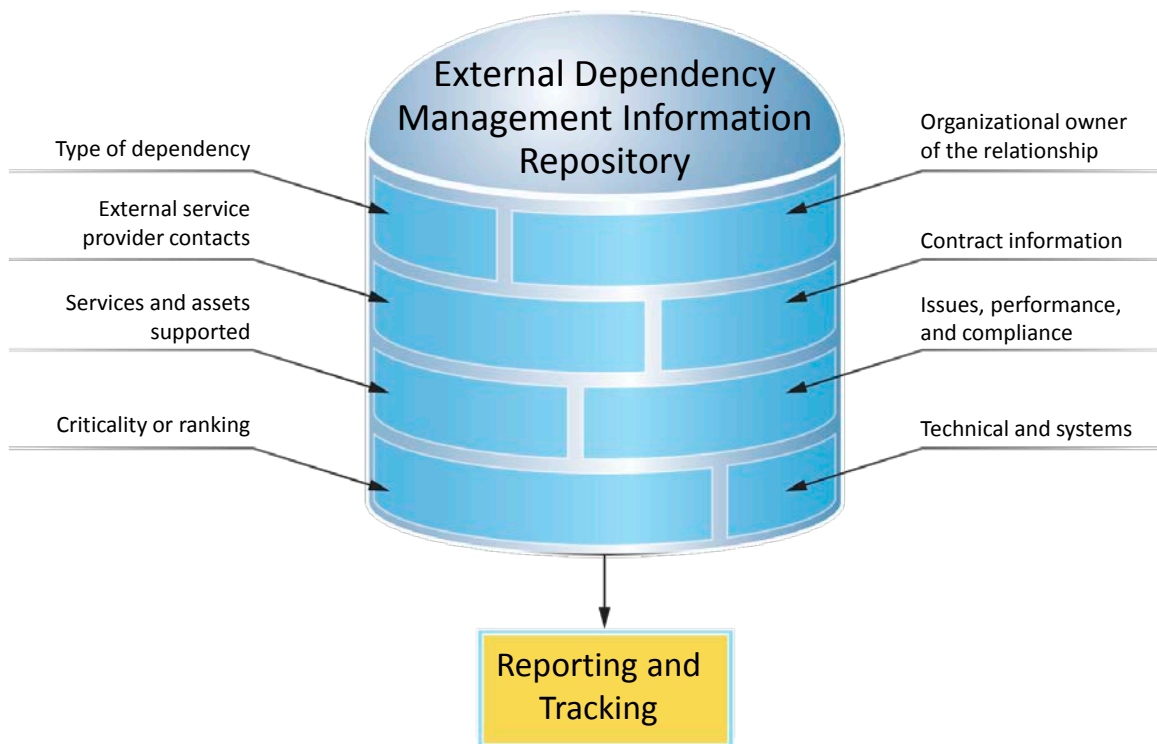 External Dependency
Management Information
Repository
Type of dependency
External service
provider contacts
Services and assets
supported
Criticality or ranking
Organizational owner
of the relationship
Contract information
Issues, performance,
and compliance
Technical and systems
Reporting and
Tracking